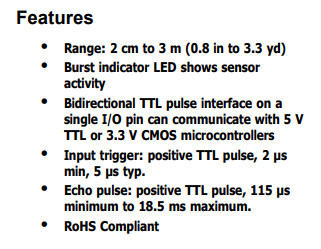 Features
• Range: 2 cm to 3 m (0.8 in to 3.3 yd)
• Burst indicator LED shows sensor
activity
• Bidirectional TTL pulse interface on a
single I/O pin can communicate with 5 V
TTL or 3.3 V CMOS microcontrollers
• Input trigger: positive TTL pulse, 2 µs
min, 5 µs typ.
• Echo pulse: positive TTL pulse, 115 µs
minimum to 18.5 ms maximum.
• RoHS Compliant